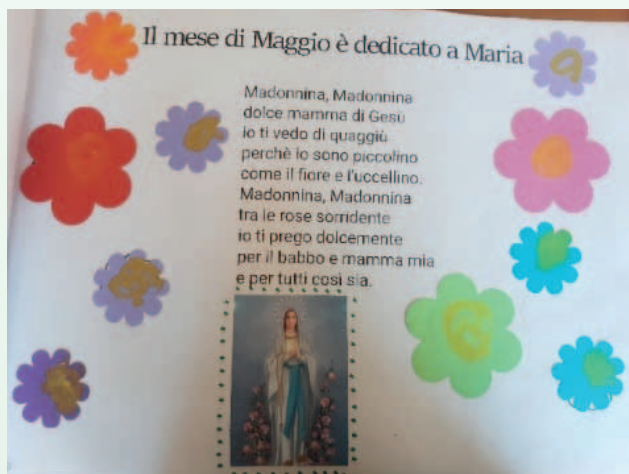 Il mese di Maggio è dedicato a Maria
Madonnina, Madonnina
dolce mamma di Gesù
io ti vedo di quaggiù
perchè io sono piccolino
come il fiore e l'uccellino.
Madonnina, Madonnina
tra le rose sorridente
io ti prego dolcemente
per il babbo e mamma mia
e per tutti così sia.